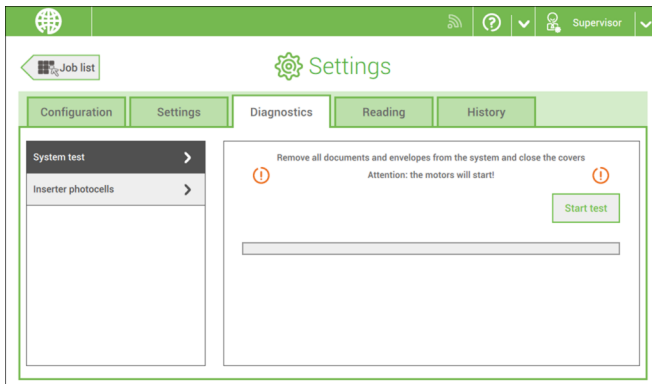 Supervisor
Job list
Settings
Configuration
Settings
Diagnostics
Reading
History
System test
Inserter photocells
Remove all documents and envelopes from the system and close the covers
Attention: the motors will start!
Start test